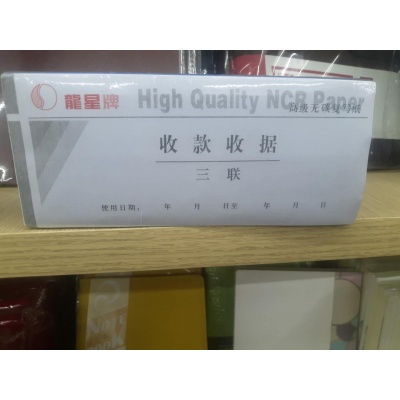 龍星牌 High Quality NCR Paper
高级无碳复写纸
收款收据
三联
使用日期: 年 月 日至 年 月 日